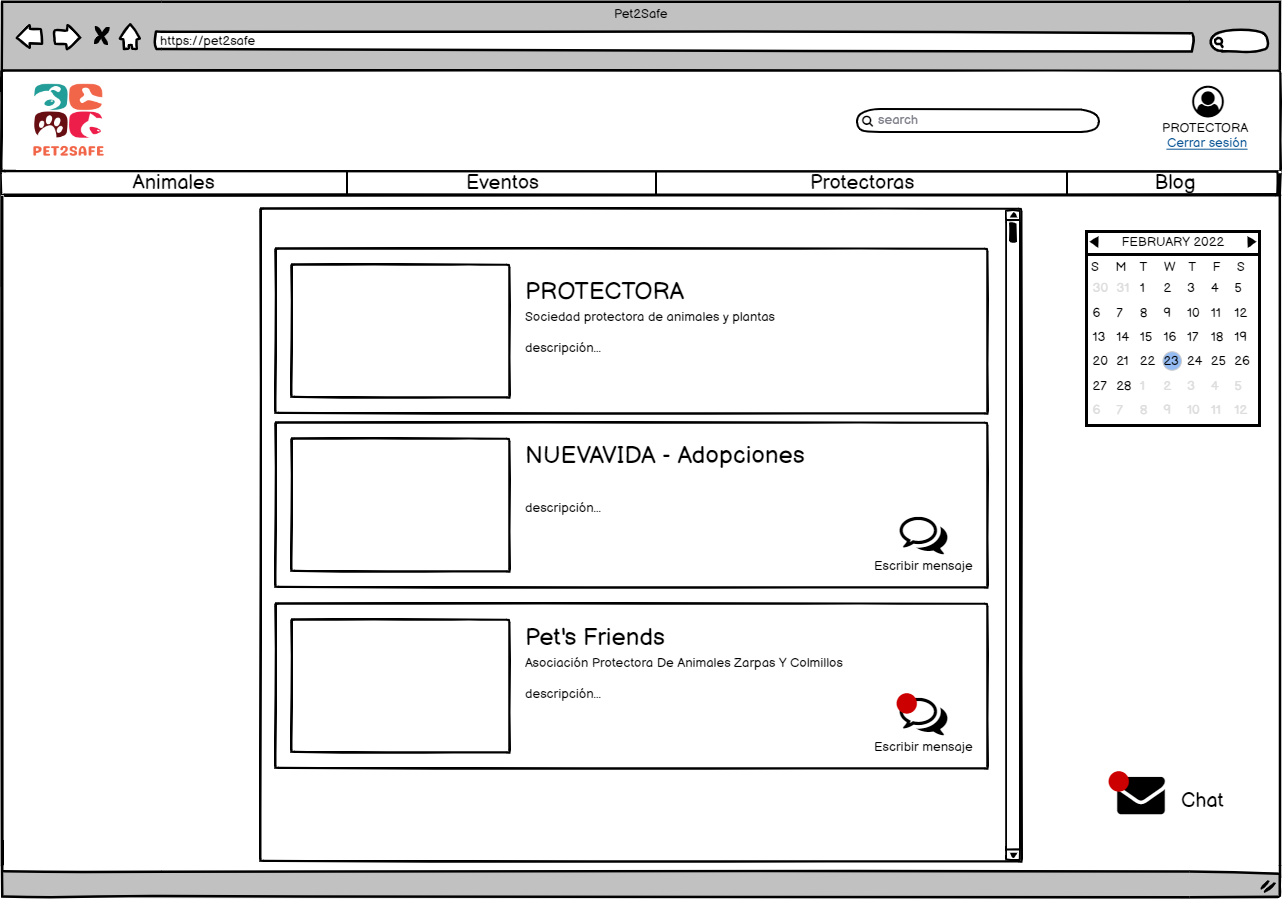 Pet2Safe
https://pet2safe
PET2SAFE
search
PROTECTORA
Cerrar sesión
Animales
Eventos
Protectoras
Blog
PROTECTORA
Sociedad protectora de animales y plantas
descripción...
NUEVAVIDA - Adopciones
descripción...
Escribir mensaje
Pet's Friends
Asociación Protectora De Animales Zarpas Y Colmillos
descripción...
Escribir mensaje
FEBRUARY 2022
S M T W T F S
30 31 1 2 3 4 5
6 7 8 9 10 11 12
13 14 15 16 17 18 19
20 21 22 23 24 25 26
27 28 1 2 3 4 5
6 7 8 9 10 11 12
Chat